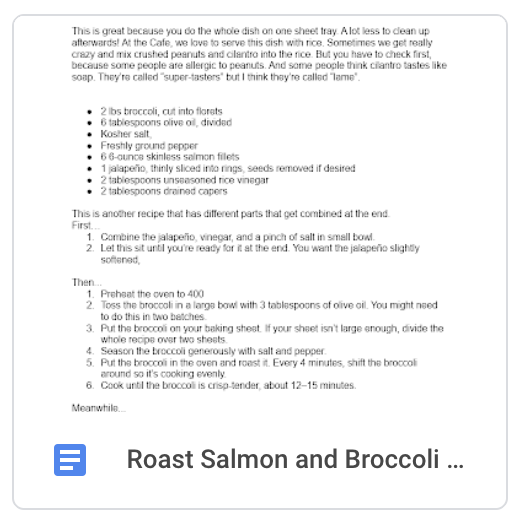 This is great because you do the whole dish on one sheet tray. A lot less to clean up
afterwards! At the Cafe, we love to serve this dish with rice. Sometimes we get really
crazy and mix crushed peanuts and cilantro into the rice. But you have to check first,
because some people are allergic to peanuts. And some people think cilantro tastes like
soap. They're called "super-tasters" but I think they're called "lame".
● 2 lbs broccoli, cut into florets
● 6 tablespoons olive oil, divided
● Kosher salt,
● Freshly ground pepper
● 6 6-ounce skinless salmon fillets
● 1 jalapeño, thinly sliced into rings, seeds removed if desired
● 2 tablespoons unseasoned rice vinegar
● 2 tablespoons drained capers
This is another recipe that has different parts that get combined at the end.
First...
1. Combine the jalapeño, vinegar, and a pinch of salt in small bowl.
2. Let this sit until you're ready for it at the end. You want the jalapeño slightly
softened,
Then...
1. Preheat the oven to 400
2. Toss the broccoli in a large bowl with 3 tablespoons of olive oil. You might need
to do this in two batches.
3. Put the broccoli on your baking sheet. If your sheet isn't large enough, divide the
whole recipe over two sheets.
4. Season the broccoli generously with salt and pepper.
5. Put the broccoli in the oven and roast it. Every 4 minutes, shift the broccoli
around so it's cooking evenly.
6. Cook until the broccoli is crisp-tender, about 12–15 minutes.
Meanwhile...
Roast Salmon and Broccoli ...